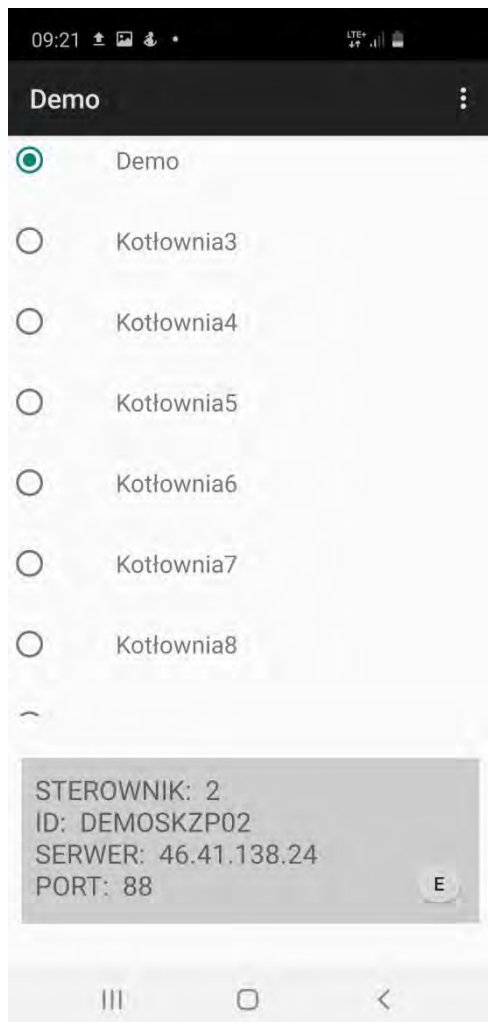 09:21
LTE+
Demo
Demo
Kotłownia3
Kotłownia4
Kotłownia5
Kotłownia6
Kotłownia7
Kotłownia8
STEROWNIK: 2
ID: DEMOSKZP02
SERWER: 46.41.138.24
PORT: 88
E